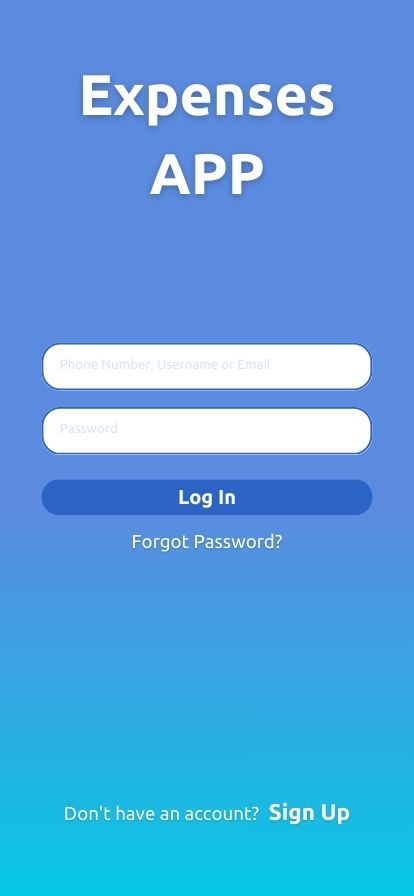 Expenses
APP
Phone Number, Username or Email
Password
Log In
Forgot Password?
Don't have an account? Sign Up